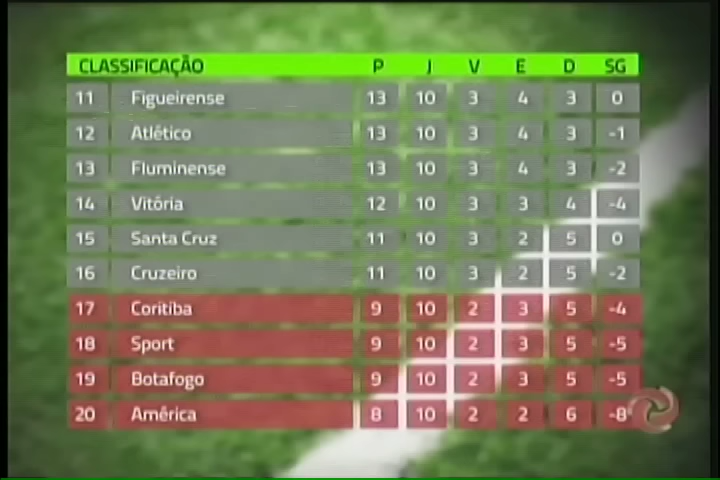 CLASSIFICAÇÃO P J V E D SG
11 Figueirense 13 10 3 4 3 0
12 Atlético 13 10 3 4 3 -1
13 Fluminense 13 10 3 4 3 -2
14 Vitória 12 10 3 3 4 -4
15 Santa Cruz 11 10 3 2 5 0
16 Cruzeiro 11 10 3 2 5 -2
17 Coritiba 9 10 2 3 5 -4
18 Sport 9 10 2 3 5 -5
19 Botafogo 9 10 2 3 5 -5
20 América 8 10 2 2 6 -8